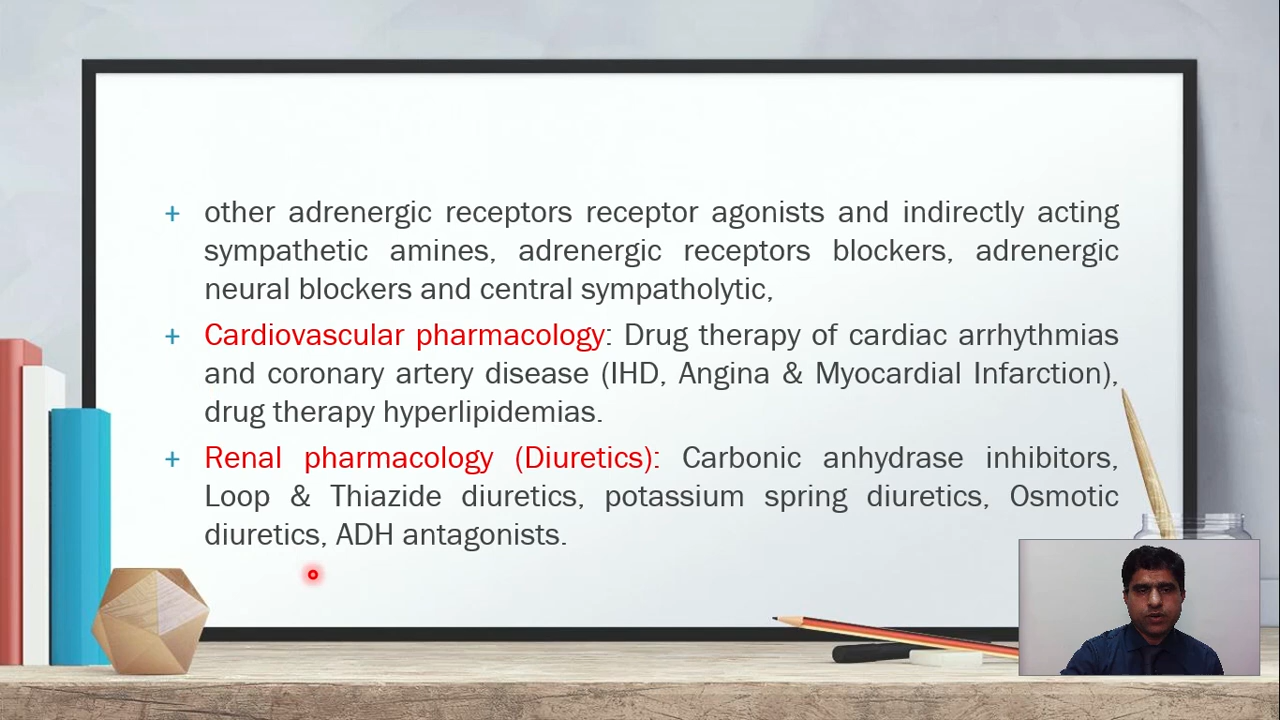 + other adrenergic receptors receptor agonists and indirectly acting
sympathetic amines, adrenergic receptors blockers, adrenergic
neural blockers and central sympatholytic,
+ Cardiovascular pharmacology: Drug therapy of cardiac arrhythmias
and coronary artery disease (IHD, Angina & Myocardial Infarction),
drug therapy hyperlipidemias.
+ Renal pharmacology (Diuretics): Carbonic anhydrase inhibitors,
Loop & Thiazide diuretics, potassium spring diuretics, Osmotic
diuretics, ADH antagonists.